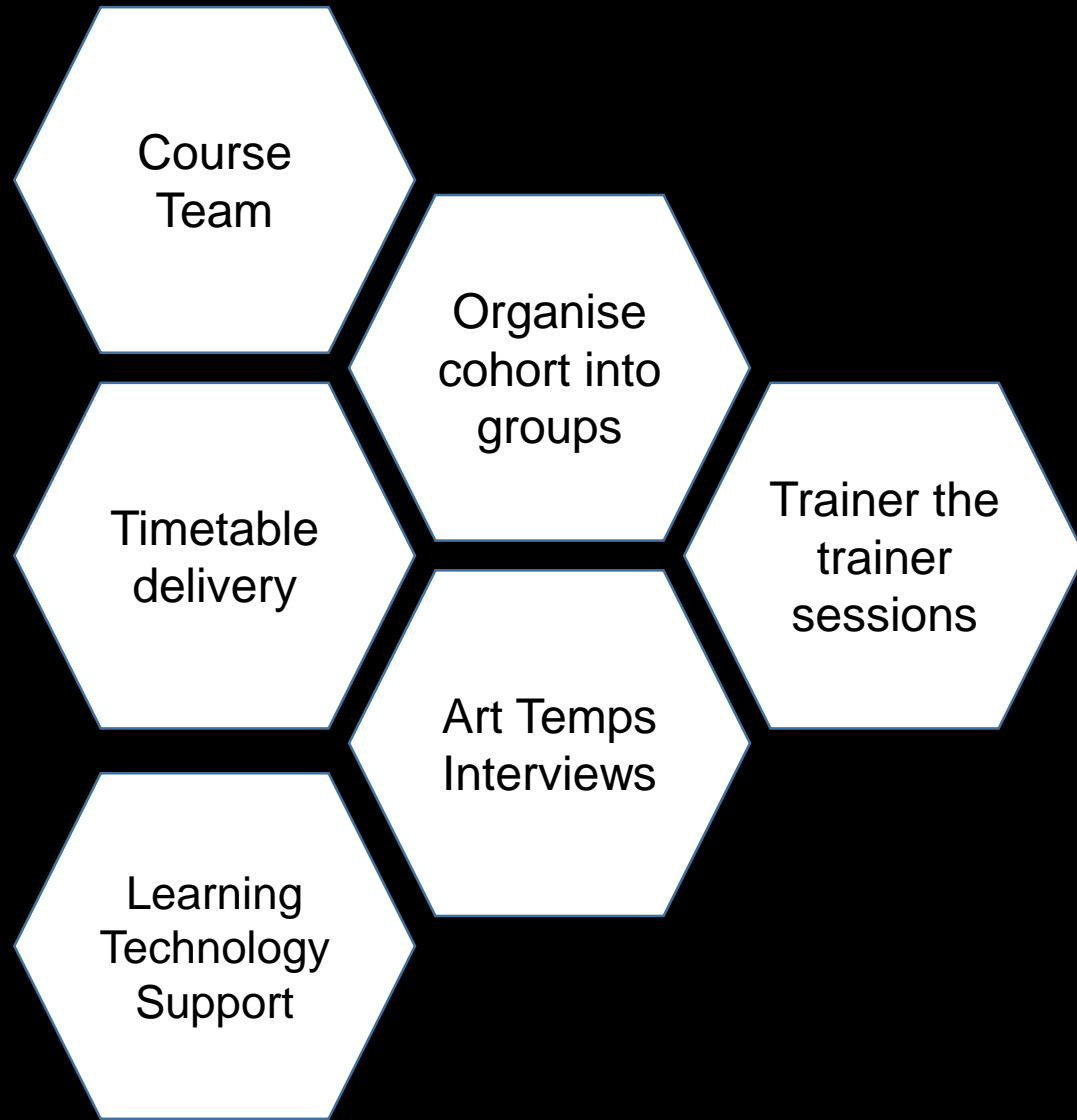 Course
Team
Organise
cohort into
groups
Timetable
delivery
Trainer the
trainer
sessions
Art Temps
Interviews
Learning
Technology
Support